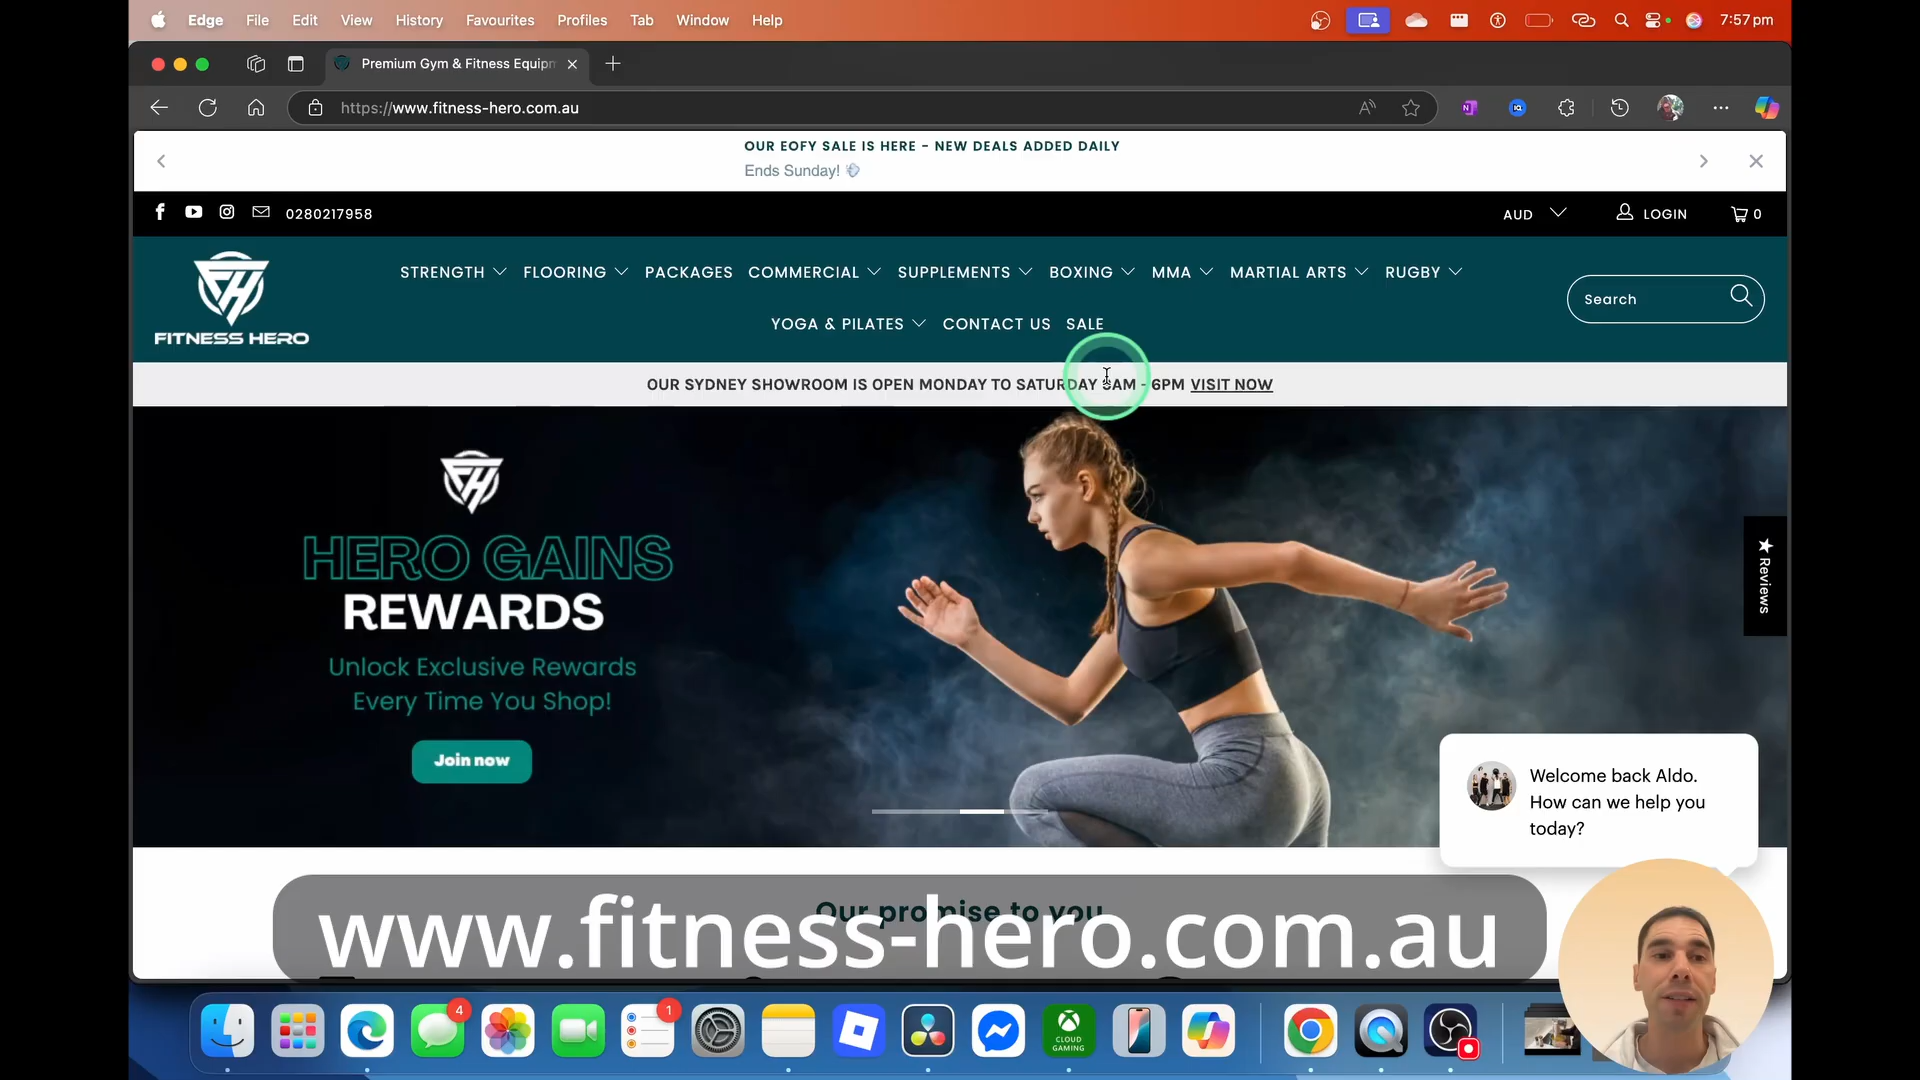 Edge File Edit View History Favourites Profiles Tab Window Help 7:57 pm
Premium Gym & Fitness Equipn
https://www.fitness-hero.com.au
OUR EOFY SALE IS HERE - NEW DEALS ADDED DAILY
Ends Sunday!
0280217958 AUD LOGIN 0
STRENGTH FLOORING PACKAGES COMMERCIAL SUPPLEMENTS BOXING MMA MARTIAL ARTS RUGBY
Search
YOGA & PILATES CONTACT US SALE
FITNESS HERO
OUR SYDNEY SHOWROOM IS OPEN MONDAY TO SATURDAY 9AM - 6PM VISIT NOW
HERO GAINS
REWARDS
Unlock Exclusive Rewards
Every Time You Shop!
Join now
Reviews
Welcome back Aldo.
How can we help you
today?
Our promise to you
www.fitness-hero.com.au
4
1
CLOUD
GAMING